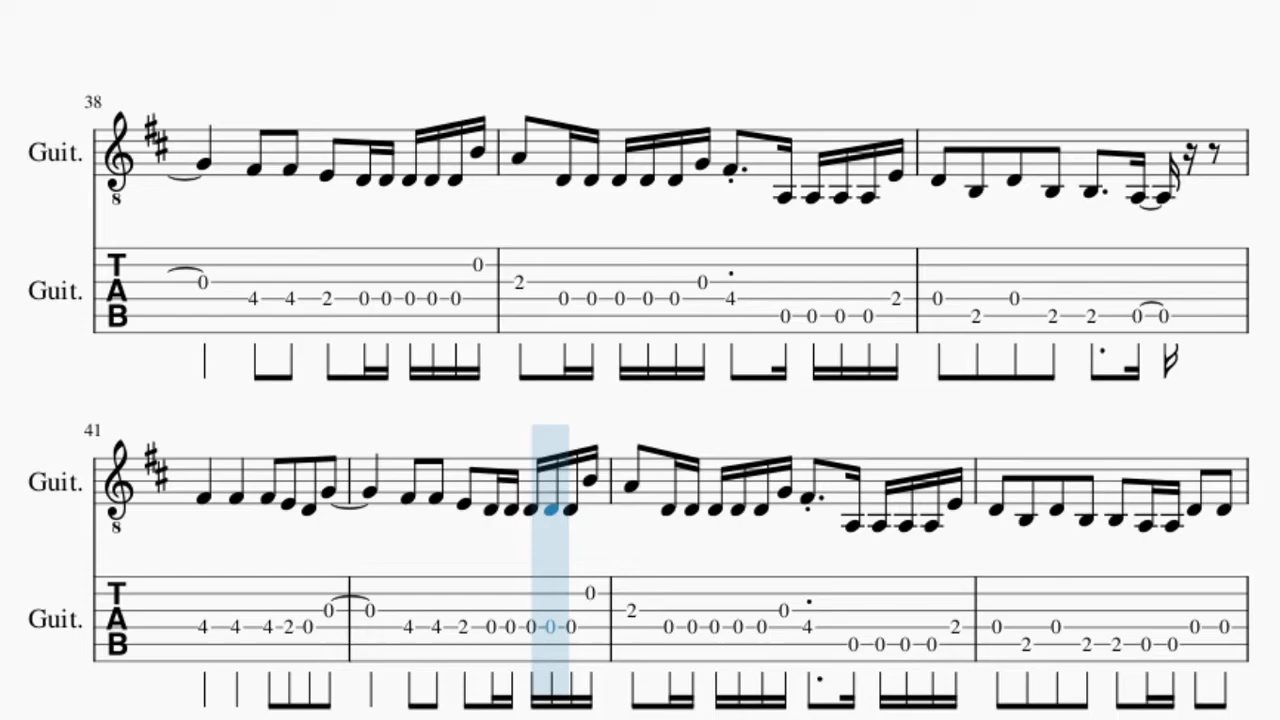 38
Guit.
8
0
T 0
Guit. A 0 4 4 2 0 0 0 0 0 2 0 0 0 0 0 0 4 2 0 0
B 0 0 0 0 2 2 2 0 0
41
Guit.
8
T 0
0 0 2 0
Guit. A 4 4 4 2 0 4 4 2 0 0 0 0 0 0 0 0 0 0 4 2 0 0 0 0
B 0 0 0 0 2 2 2 0 0